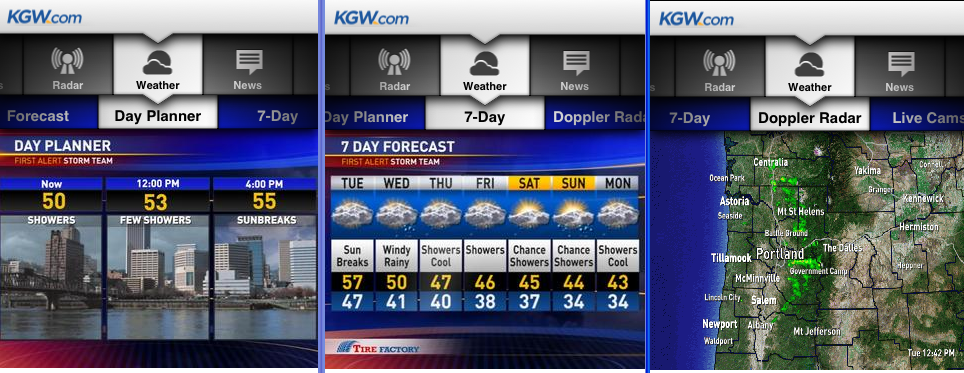 KGW.com
s
Radar
Weather
News
Forecast
Day Planner
7-Day
DAY PLANNER
FIRST ALERT STORM TEAM
Now
12:00 PM
4:00 PM
50
53
55
SHOWERS
FEW SHOWERS
SUNBREAKS
KGW.com
s
Radar
Weather
News
Day Planner
7-Day
Doppler Rada
7 DAY FORECAST
FIRST ALERT STORM TEAM
TUE WED THU FRI SAT SUN MON
Sun Breaks
Windy Rainy
Showers Cool
Showers
Chance Showers
Chance Showers
Showers Cool
57 50 47 46 45 44 43
47 41 40 38 37 34 34
TIRE FACTORY
KGW.com
s
Radar
Weather
News
7-Day
Doppler Radar
Live Cams
Centralia
Connell
Yakima
Ocean Park
Granger
Kennewick
Astoria
Seaside
Mt St Helens
Hermiston
Battle Ground
The Dalles
Portland
Tillamook
Heppner
Government Camp
McMinnville
Lincoln City
Salem
Newport
Albany
Mt Jefferson
Waldport
Tue 12:42 PM